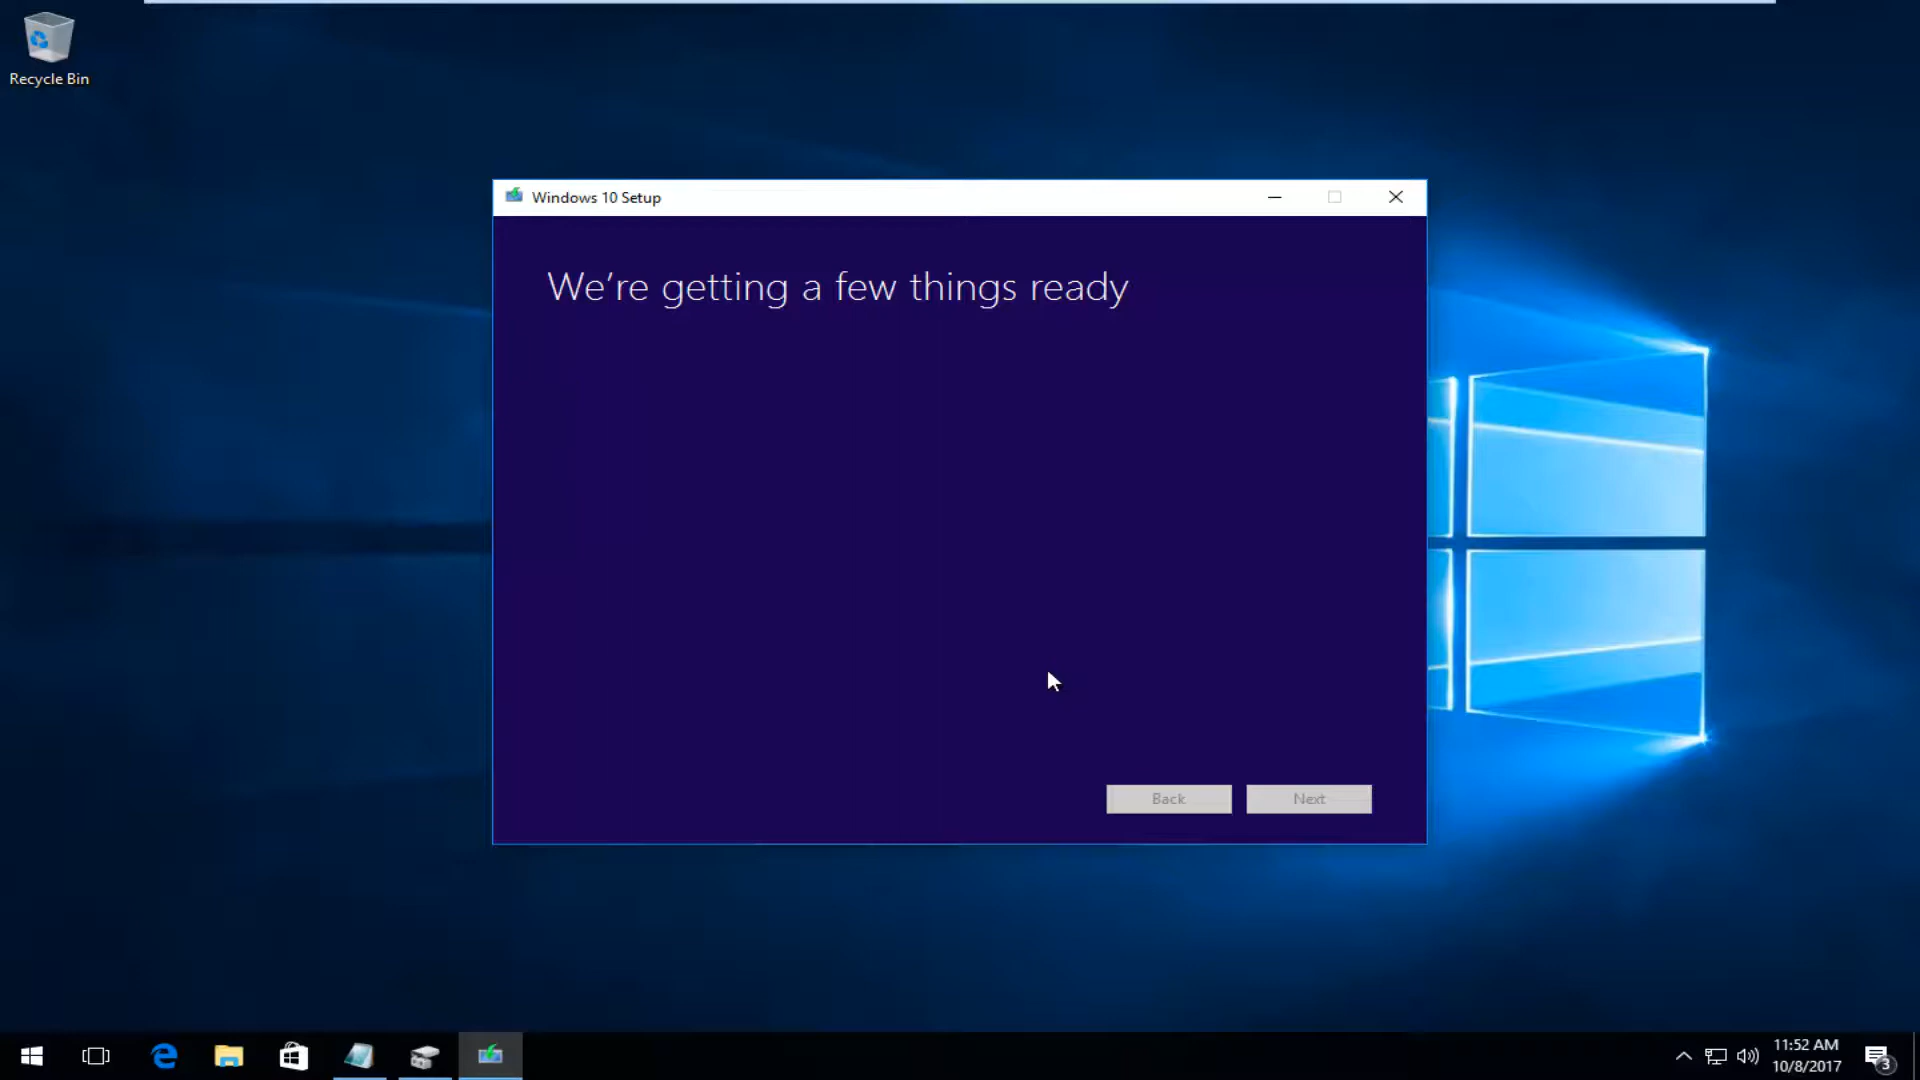 Recycle Bin
Windows 10 Setup
We're getting a few things ready
Back
Next
11:52 AM
10/8/2017
3